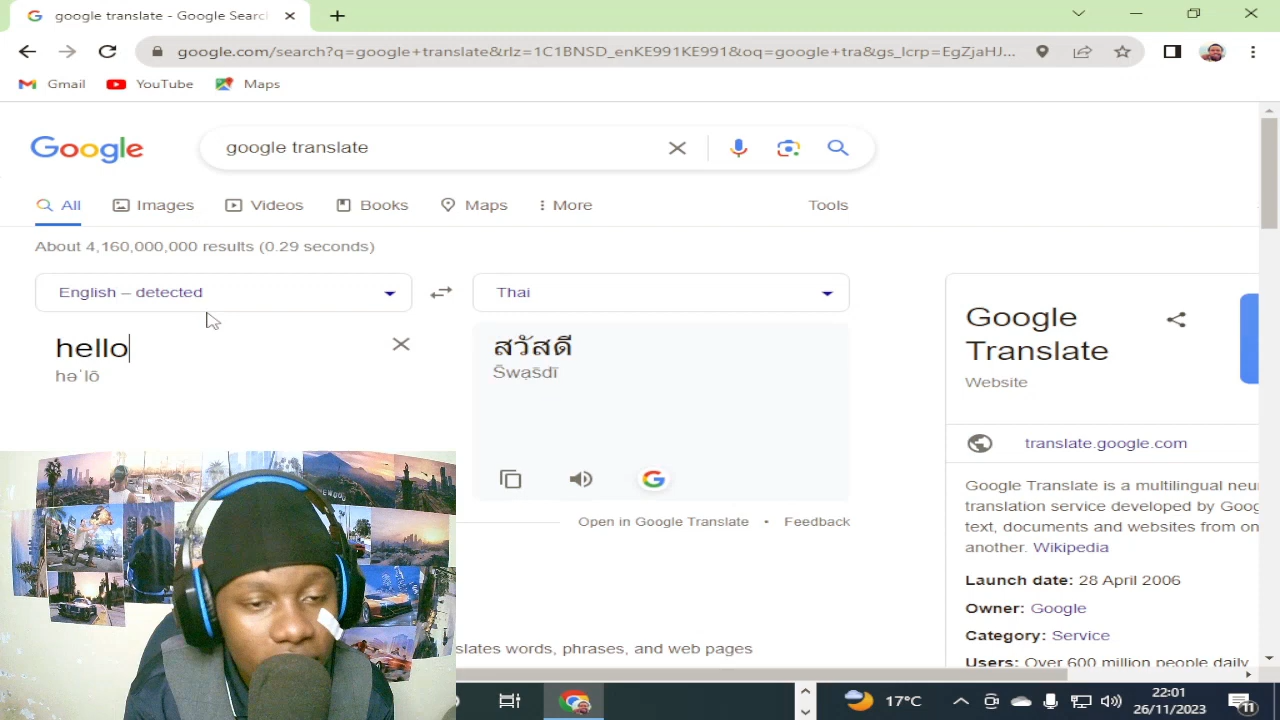 google translate - Google Searc
google.com/search?q=google+translate&rlz=1C1BNSD_enKE991KE991&oq=google+tra&gs_lcrp=EgZjaHJ...
Gmail YouTube Maps
Google google translate
All Images Videos Books Maps More Tools
About 4,160,000,000 results (0.29 seconds)
English – detected Thai
hello
həˈlō
สวัสดี
S̄wạs̄dī
Open in Google Translate • Feedback
slates words, phrases, and web pages
Google
Translate
Website
translate.google.com
Google Translate is a multilingual neu
translation service developed by Goog
text, documents and websites from on
another. Wikipedia
Launch date: 28 April 2006
Owner: Google
Category: Service
Users: Over 600 million people daily
17°C
22:01
26/11/2023
11